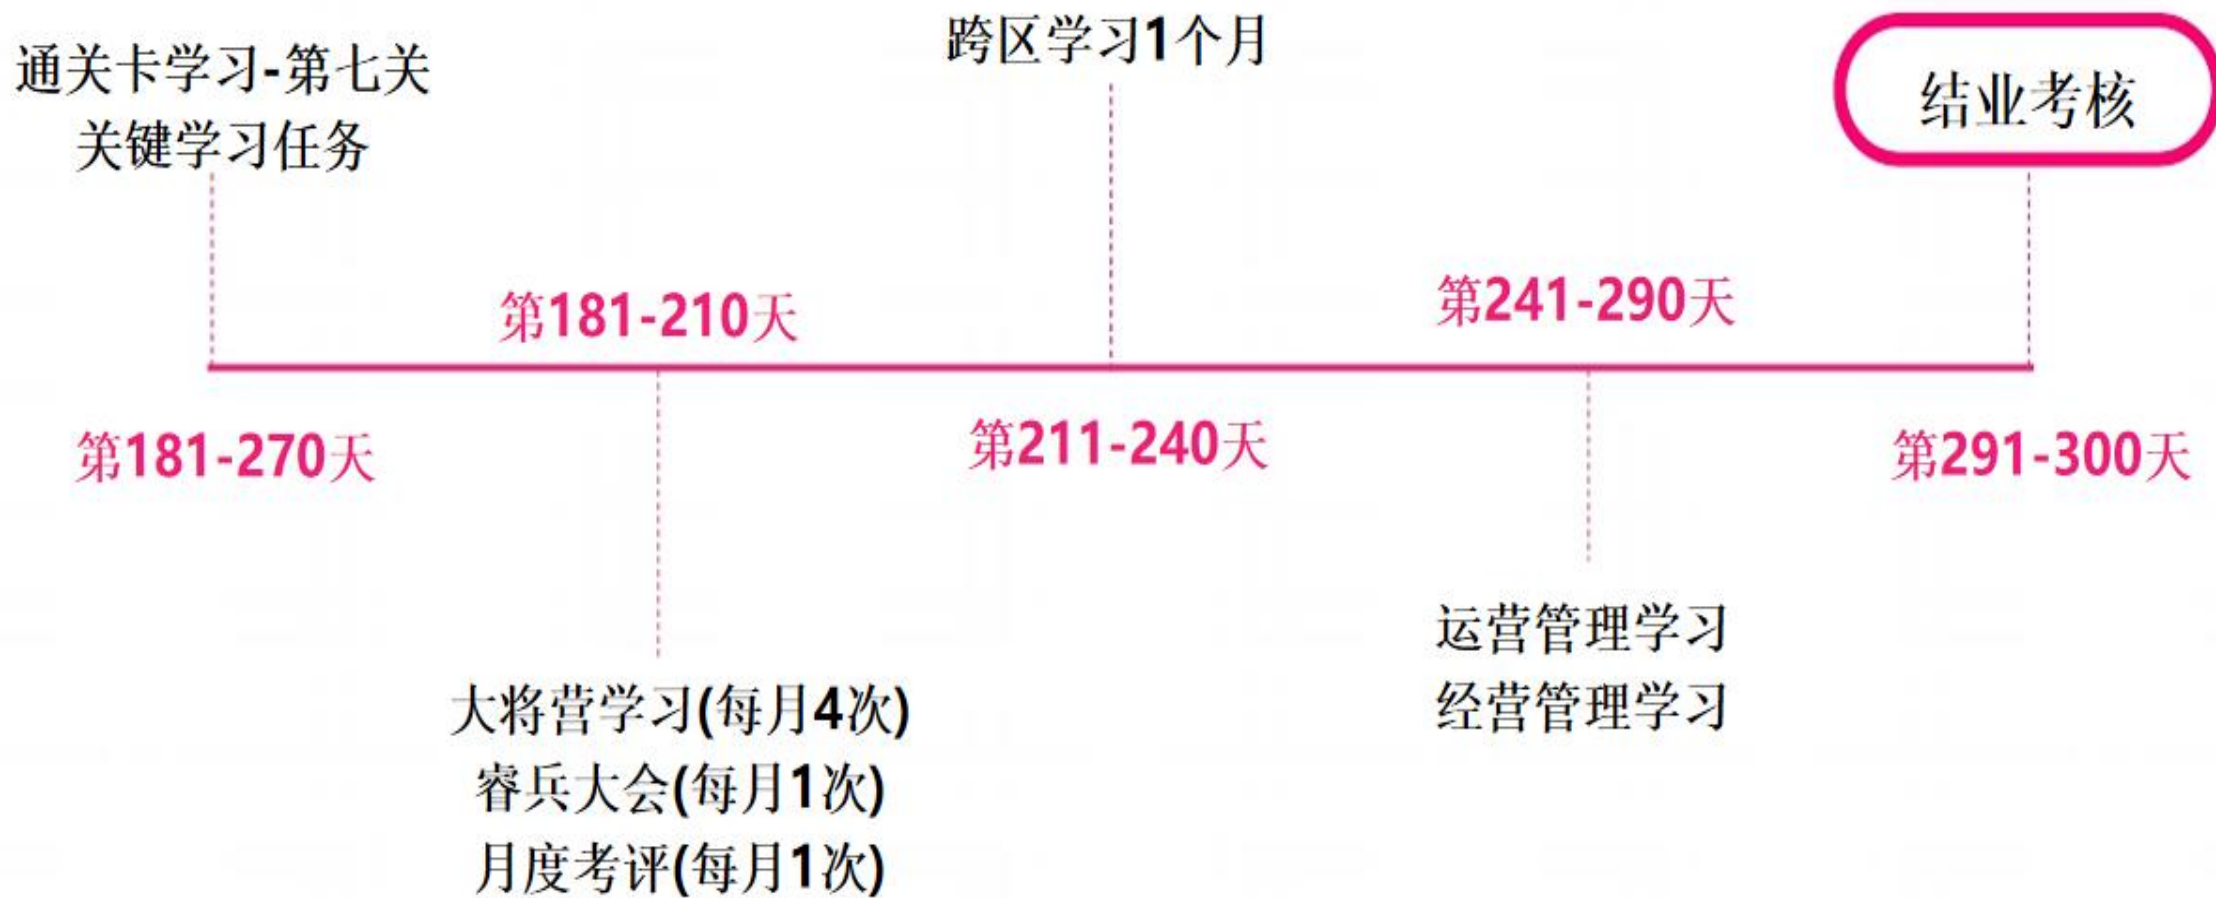 通关卡学习-第七关
关键学习任务
跨区学习1个月
结业考核
第181-210天
第241-290天
第181-270天
第211-240天
第291-300天
大将营学习(每月4次)
睿兵大会(每月1次)
月度考评(每月1次)
运营管理学习
经营管理学习